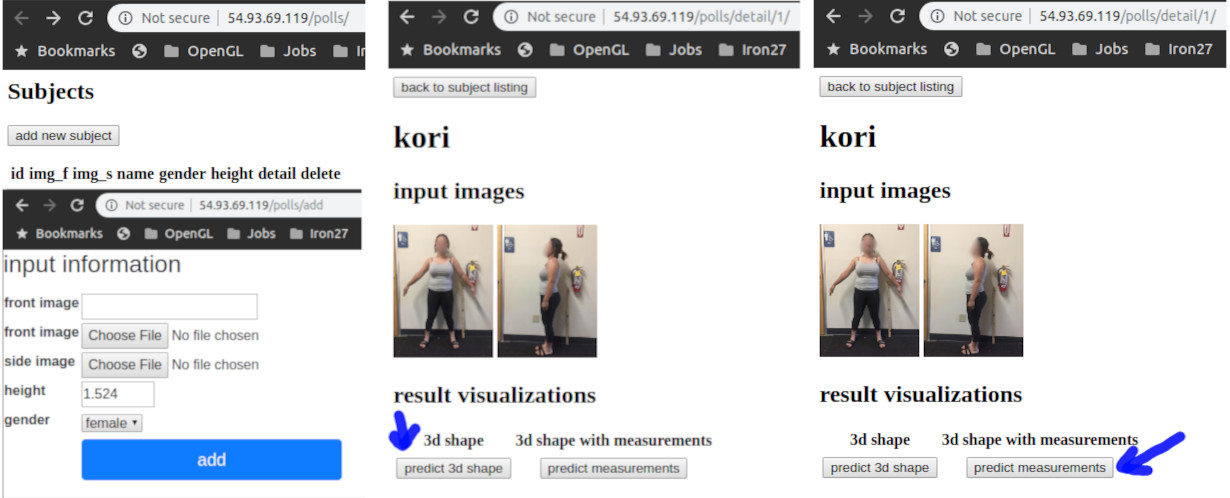 Not secure | 54.93.69.119/polls/
Bookmarks OpenGL Jobs Ir
Subjects
add new subject
id img_f img_s name gender height detail delete
Not secure | 54.93.69.119/polls/add
Bookmarks OpenGL Jobs Iron27
input information
front image
front image Choose File No file chosen
side image Choose File No file chosen
height 1.524
gender female
add
Not secure | 54.93.69.119/polls/detail/1/
Bookmarks OpenGL Jobs Iron27
back to subject listing
kori
input images
result visualizations
3d shape 3d shape with measurements
predict 3d shape predict measurements
Not secure | 54.93.69.119/polls/detail/1/
Bookmarks OpenGL Jobs Iron27
back to subject listing
kori
input images
result visualizations
3d shape 3d shape with measurements
predict 3d shape predict measurements